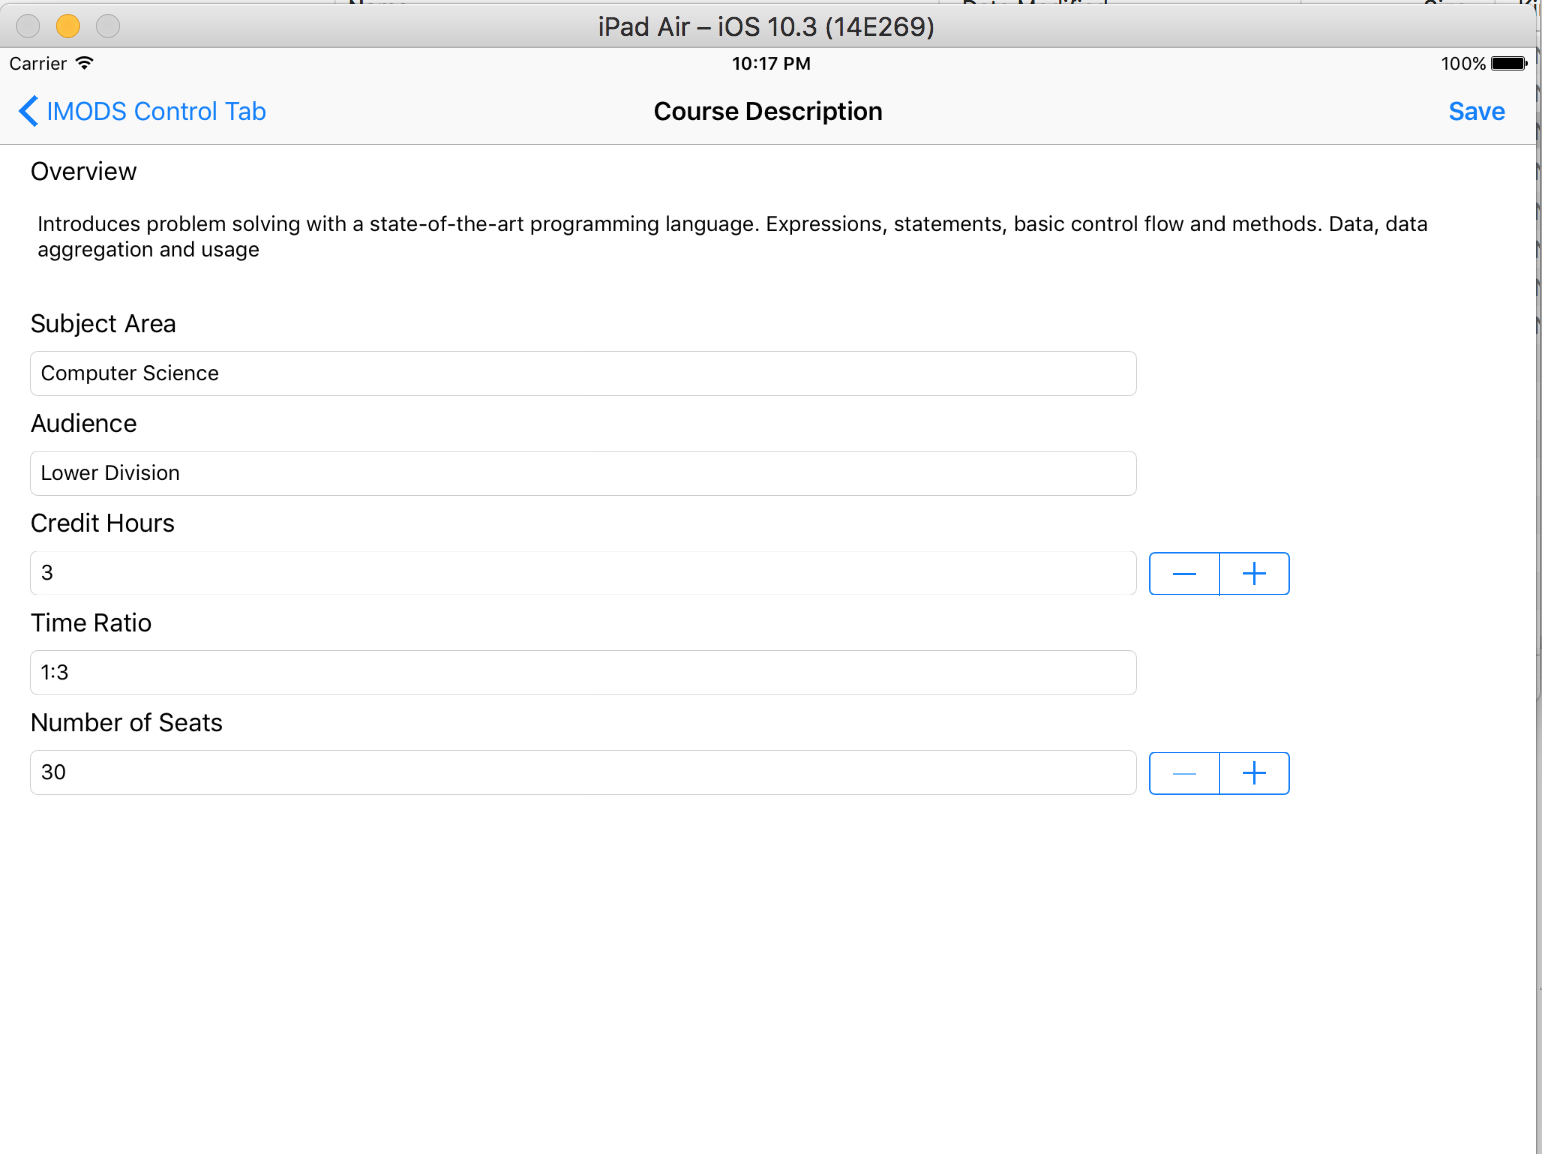 iPad Air – iOS 10.3 (14E269)
Carrier 10:17 PM 100%
IMODS Control Tab Course Description Save
Overview
Introduces problem solving with a state-of-the-art programming language. Expressions, statements, basic control flow and methods. Data, data
aggregation and usage
Subject Area
Computer Science
Audience
Lower Division
Credit Hours
3
Time Ratio
1:3
Number of Seats
30